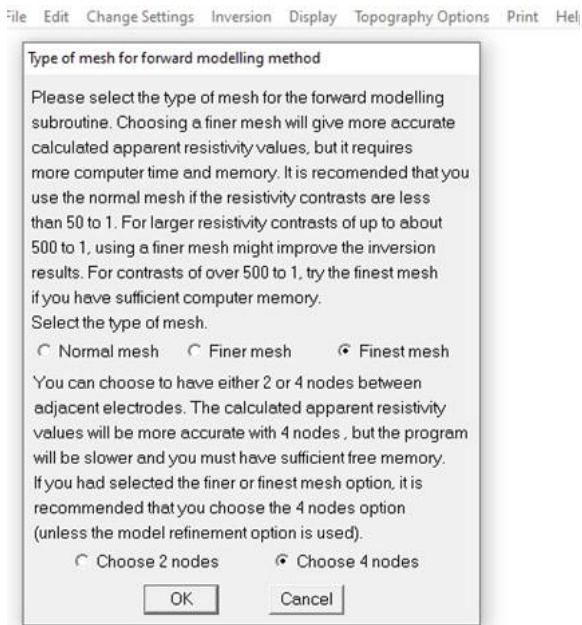 File Edit Change Settings Inversion Display Topography Options Print Hel
Type of mesh for forward modelling method
Please select the type of mesh for the forward modelling
subroutine. Choosing a finer mesh will give more accurate
calculated apparent resistivity values, but it requires
more computer time and memory. It is recomended that you
use the normal mesh if the resistivity contrasts are less
than 50 to 1. For larger resistivity contrasts of up to about
500 to 1, using a finer mesh might improve the inversion
results. For contrasts of over 500 to 1, try the finest mesh
if you have sufficient computer memory.
Select the type of mesh.
Normal mesh Finer mesh Finest mesh
You can choose to have either 2 or 4 nodes between
adjacent electrodes. The calculated apparent resistivity
values will be more accurate with 4 nodes , but the program
will be slower and you must have sufficient free memory.
If you had selected the finer or finest mesh option, it is
recommended that you choose the 4 nodes option
(unless the model refinement option is used).
Choose 2 nodes Choose 4 nodes
OK Cancel